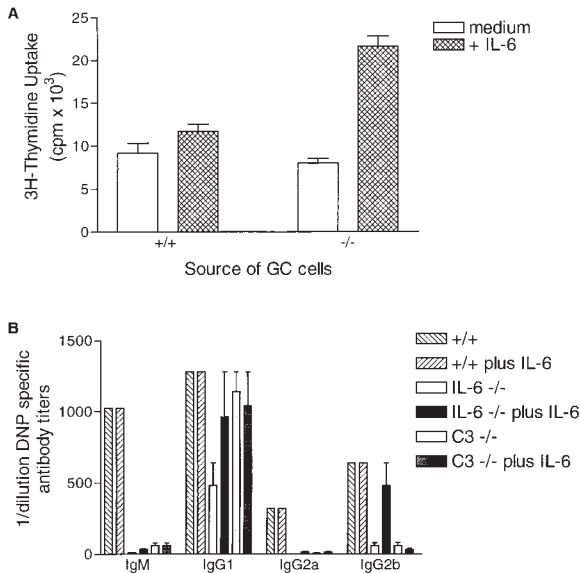 A
3H-Thymidine Uptake
(cpm x 10³)
25
20
15
10
5
0
+/+
-/-
Source of GC cells
medium
+ IL-6
B
1/dilution DNP specific
antibody titers
1500
1000
500
0
IgM
IgG1
IgG2a
IgG2b
+/+
+/+ plus IL-6
IL-6 -/-
IL-6 -/- plus IL-6
C3 -/-
C3 -/- plus IL-6